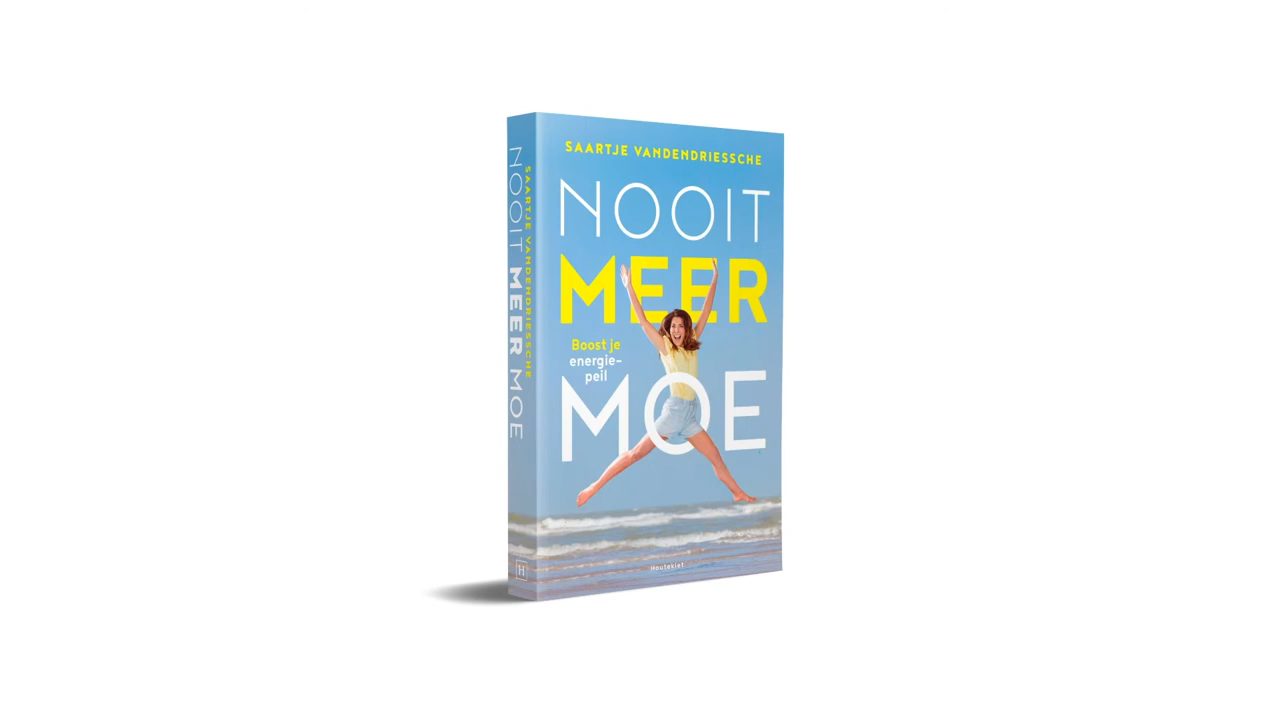 SAARTJE VANDENDRIESSCHE
NOOIT
MEER
Boost je
energie-
peil
MOE
Houtekiet
NOOIT MEER MOE
SAARTJE VANDENDRIESSCHE
H